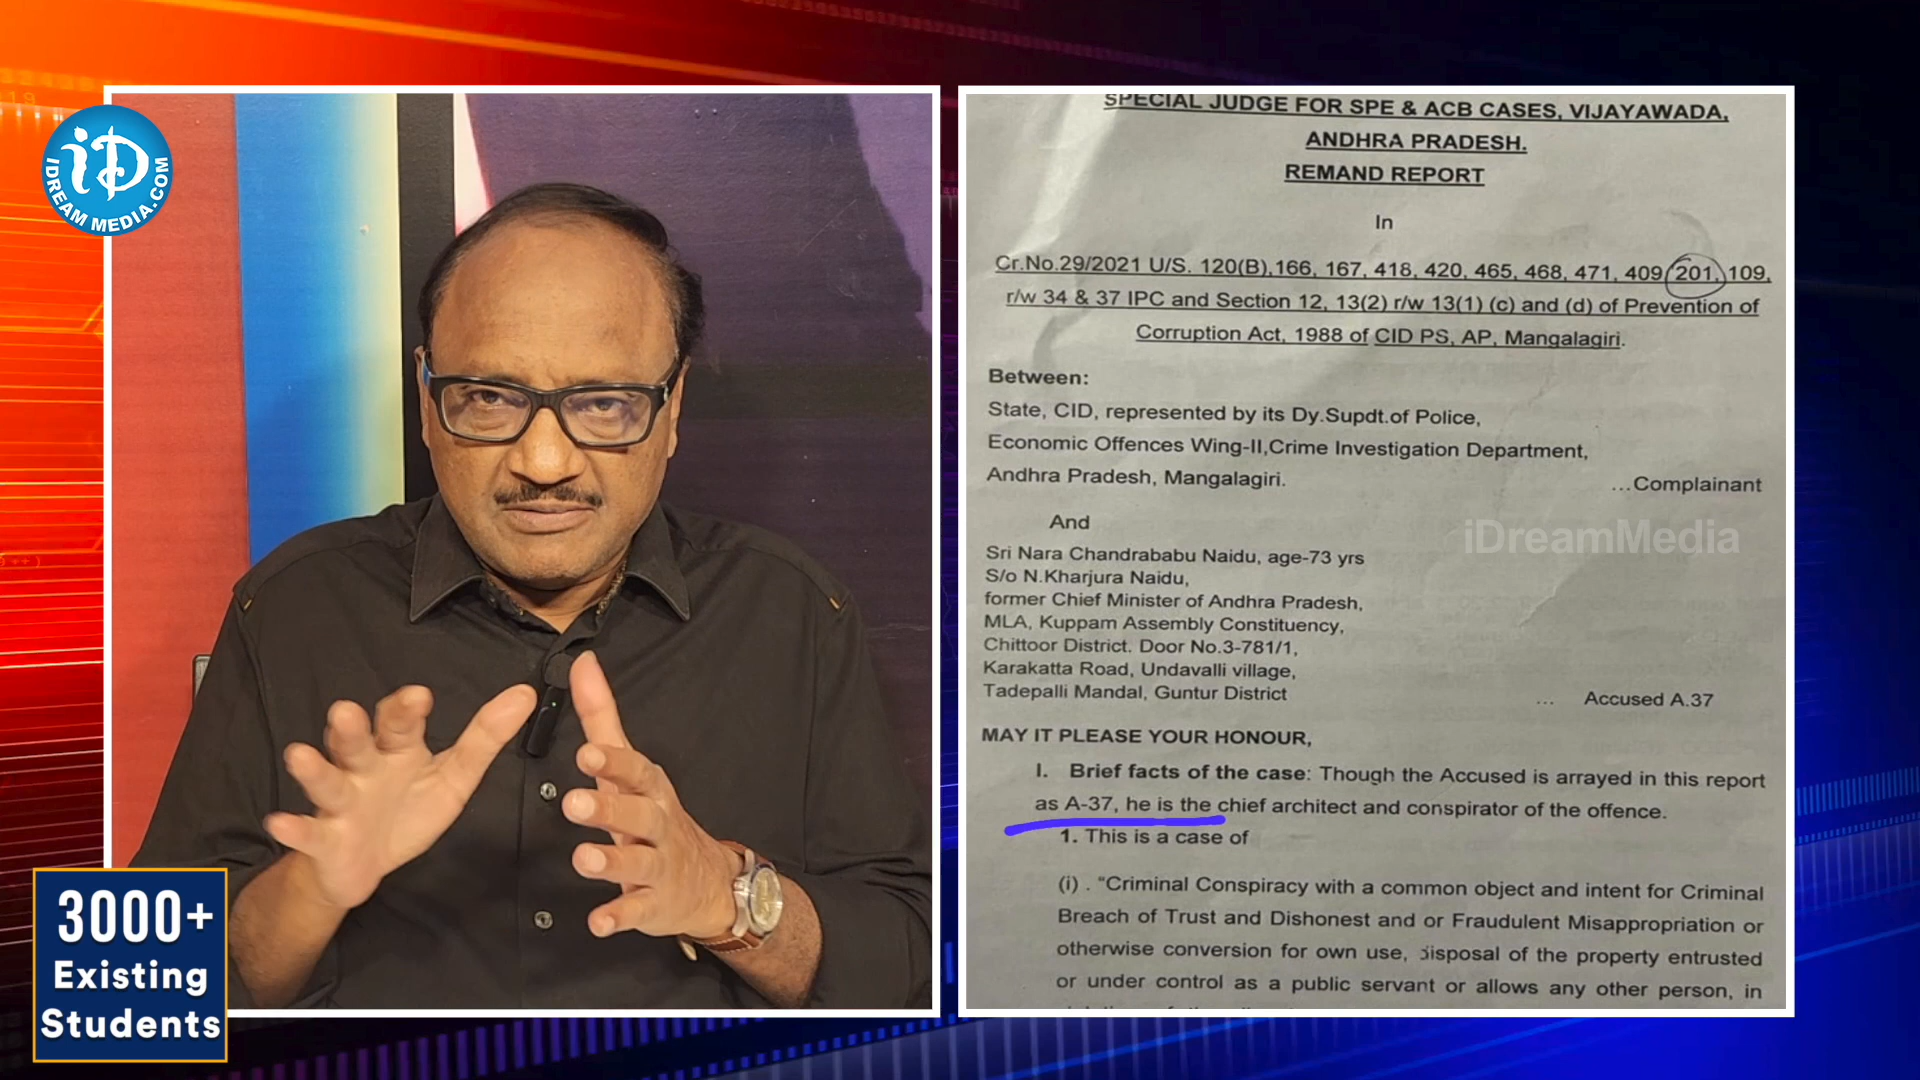 iD
IDREAM MEDIA.COM
3000+
Existing
Students
SPECIAL JUDGE FOR SPE & ACB CASES, VIJAYAWADA,
ANDHRA PRADESH.
REMAND REPORT
In
Cr.No.29/2021 U/S. 120(B),166, 167, 418, 420, 465, 468, 471, 409, 201, 109,
r/w 34 & 37 IPC and Section 12, 13(2) r/w 13(1) (c) and (d) of Prevention of
Corruption Act, 1988 of CID PS, AP, Mangalagiri.
Between:
State, CID, represented by its Dy.Supdt.of Police,
Economic Offences Wing-II,Crime Investigation Department,
Andhra Pradesh, Mangalagiri. ...Complainant
iDreamMedia
And
Sri Nara Chandrababu Naidu, age-73 yrs
S/o N.Kharjura Naidu,
former Chief Minister of Andhra Pradesh,
MLA, Kuppam Assembly Constituency,
Chittoor District. Door No.3-781/1,
Karakatta Road, Undavalli village,
Tadepalli Mandal, Guntur District ... Accused A.37
MAY IT PLEASE YOUR HONOUR,
I. Brief facts of the case: Though the Accused is arrayed in this report
as A-37, he is the chief architect and conspirator of the offence.
1. This is a case of
(i) . "Criminal Conspiracy with a common object and intent for Criminal
Breach of Trust and Dishonest and or Fraudulent Misappropriation or
otherwise conversion for own use, disposal of the property entrusted
or under control as a public servant or allows any other person, in